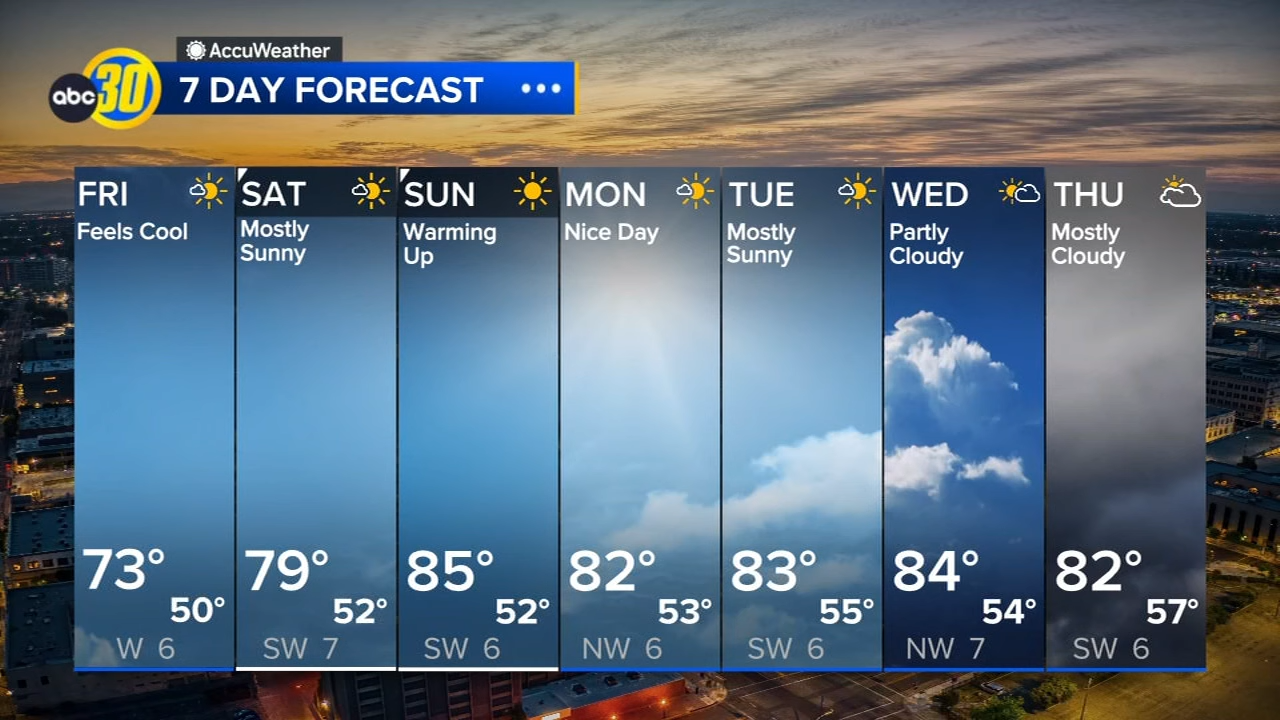 AccuWeather
abc 30
7 DAY FORECAST
FRI
Feels Cool
73°
50°
W 6
SAT
Mostly
Sunny
79°
52°
SW 7
SUN
Warming
Up
85°
52°
SW 6
MON
Nice Day
82°
53°
NW 6
TUE
Mostly
Sunny
83°
55°
SW 6
WED
Partly
Cloudy
84°
54°
NW 7
THU
Mostly
Cloudy
82°
57°
SW 6